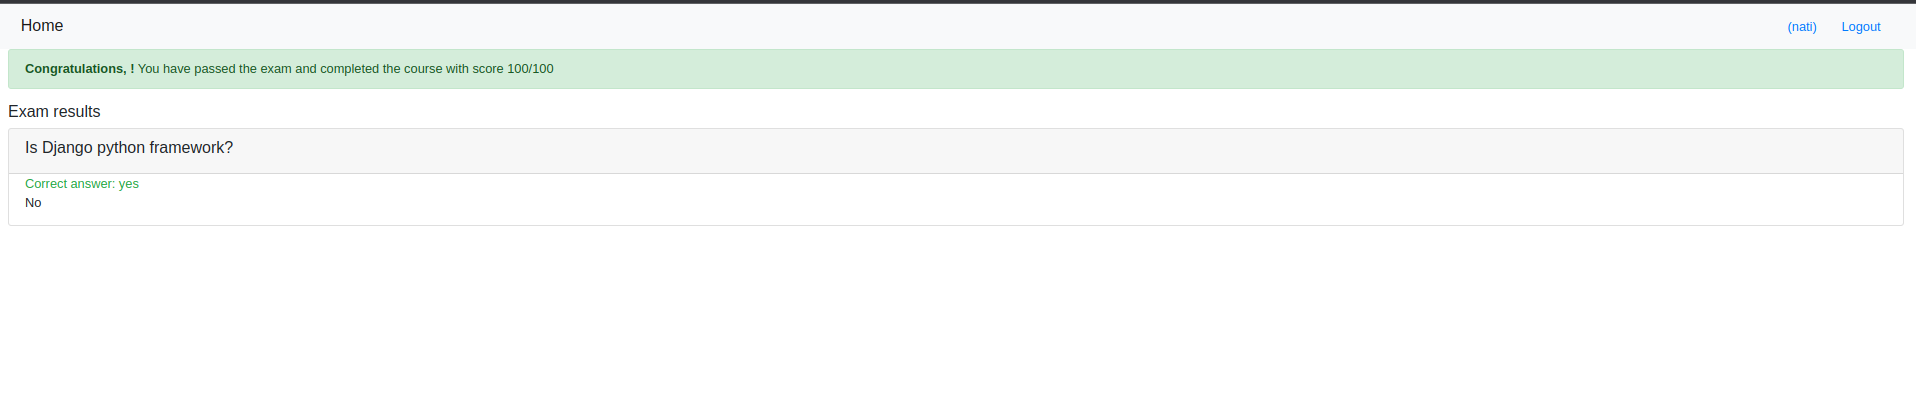 Home (nati) Logout
Congratulations, ! You have passed the exam and completed the course with score 100/100
Exam results
Is Django python framework?
Correct answer: yes
No